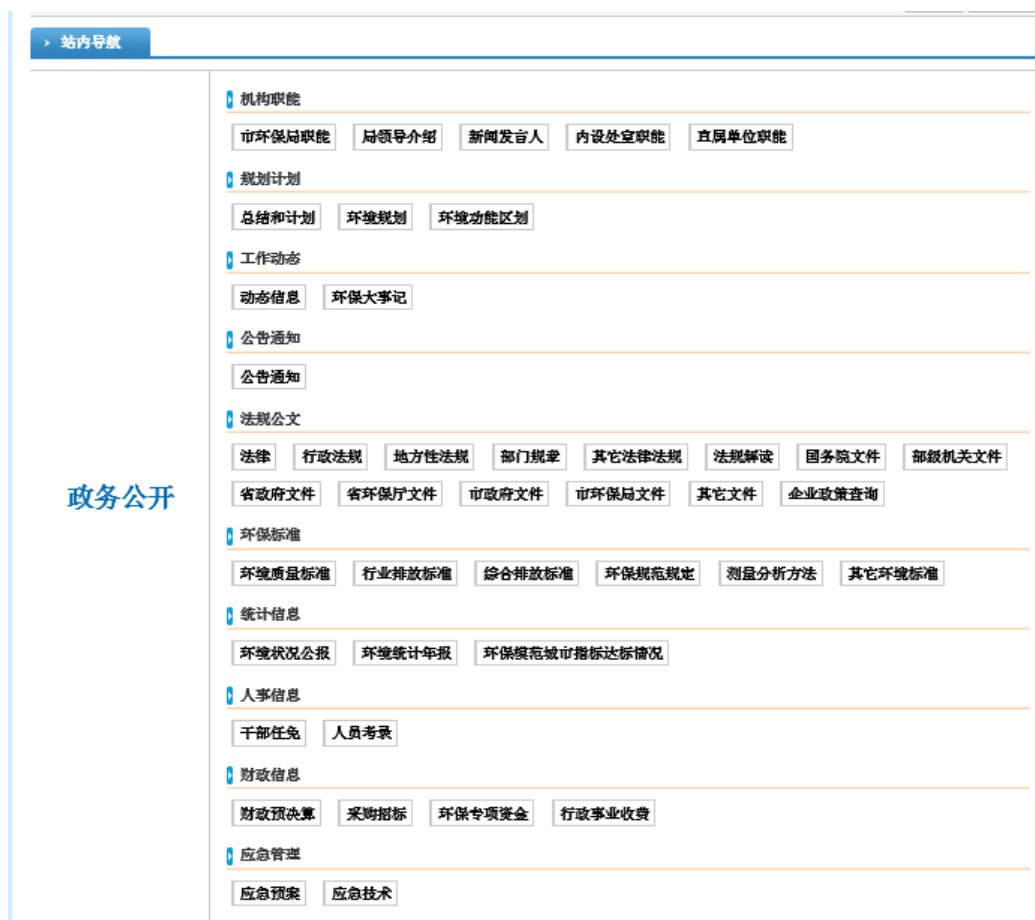 站内导航
机构职能
市环保局职能 局领导介绍 新闻发言人 内设处室职能 直属单位职能
规划计划
总结和计划 环境规划 环境功能区划
工作动态
动态信息 环保大事记
公告通知
公告通知
法规公文
法律 行政法规 地方性法规 部门规章 其它法律法规 法规解读 国务院文件 部级机关文件
政务公开
省政府文件 省环保厅文件 市政府文件 市环保局文件 其它文件 企业政策查询
环保标准
环境质量标准 行业排放标准 综合排放标准 环保规范规定 测量分析方法 其它环境标准
统计信息
环境状况公报 环境统计年报 环保模范城市指标达标情况
人事信息
干部任免 人员考录
财政信息
财政预决算 采购招标 环保专项资金 行政事业收费
应急管理
应急预案 应急技术